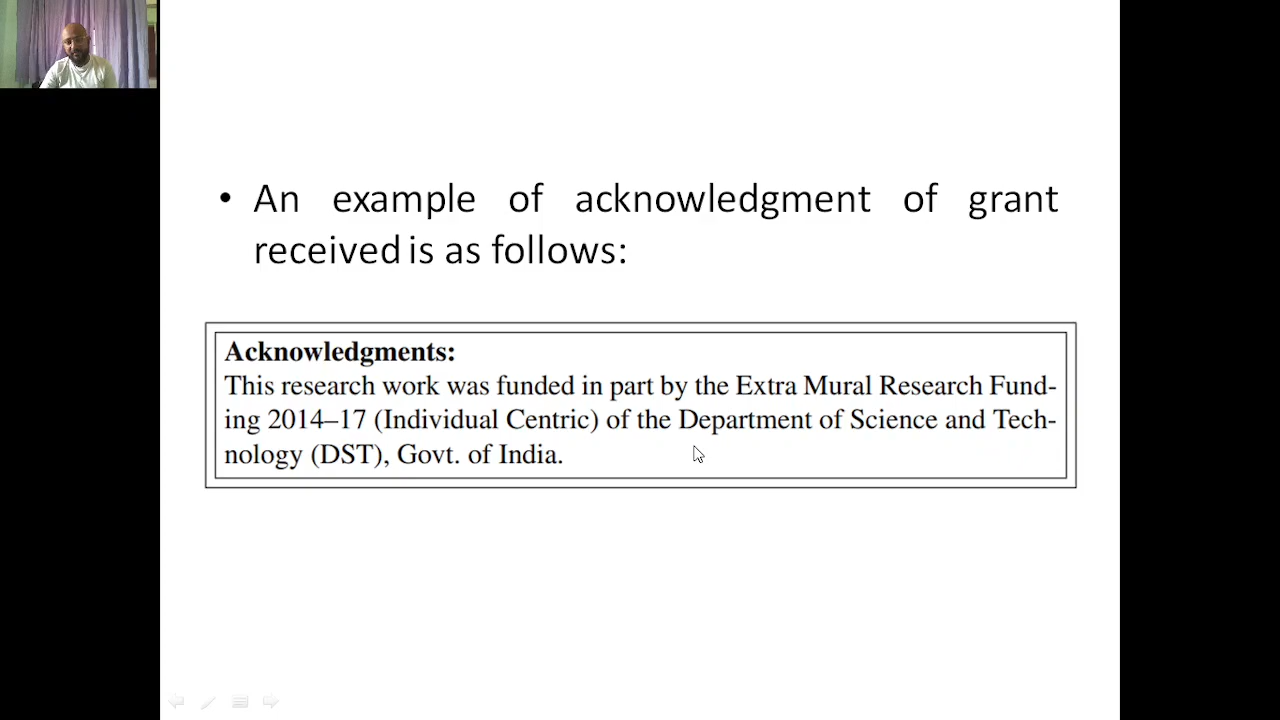 • An example of acknowledgment of grant
received is as follows:
Acknowledgments:
This research work was funded in part by the Extra Mural Research Fund-
ing 2014–17 (Individual Centric) of the Department of Science and Tech-
nology (DST), Govt. of India.